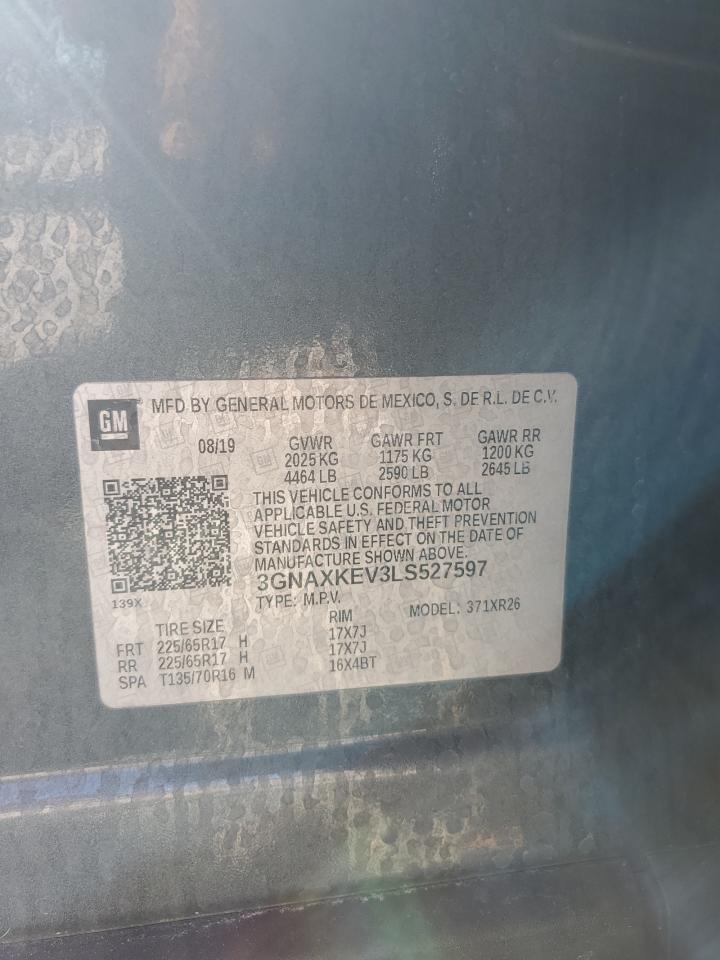 GM MFD BY GENERAL MOTORS DE MEXICO, S. DE R.L. DE C.V.
08/19 GVWR GAWR FRT GAWR RR
2025 KG 1175 KG 1200 KG
4464 LB 2590 LB 2645 LB
THIS VEHICLE CONFORMS TO ALL
APPLICABLE U.S. FEDERAL MOTOR
VEHICLE SAFETY AND THEFT PREVENTION
STANDARDS IN EFFECT ON THE DATE OF
MANUFACTURE SHOWN ABOVE.
3GNAXKEV3LS527597
139X TYPE: M.P.V. MODEL: 371XR26
TIRE SIZE RIM
FRT 225/65R17 H 17X7J
RR 225/65R17 H 17X7J
SPA T135/70R16 M 16X4BT